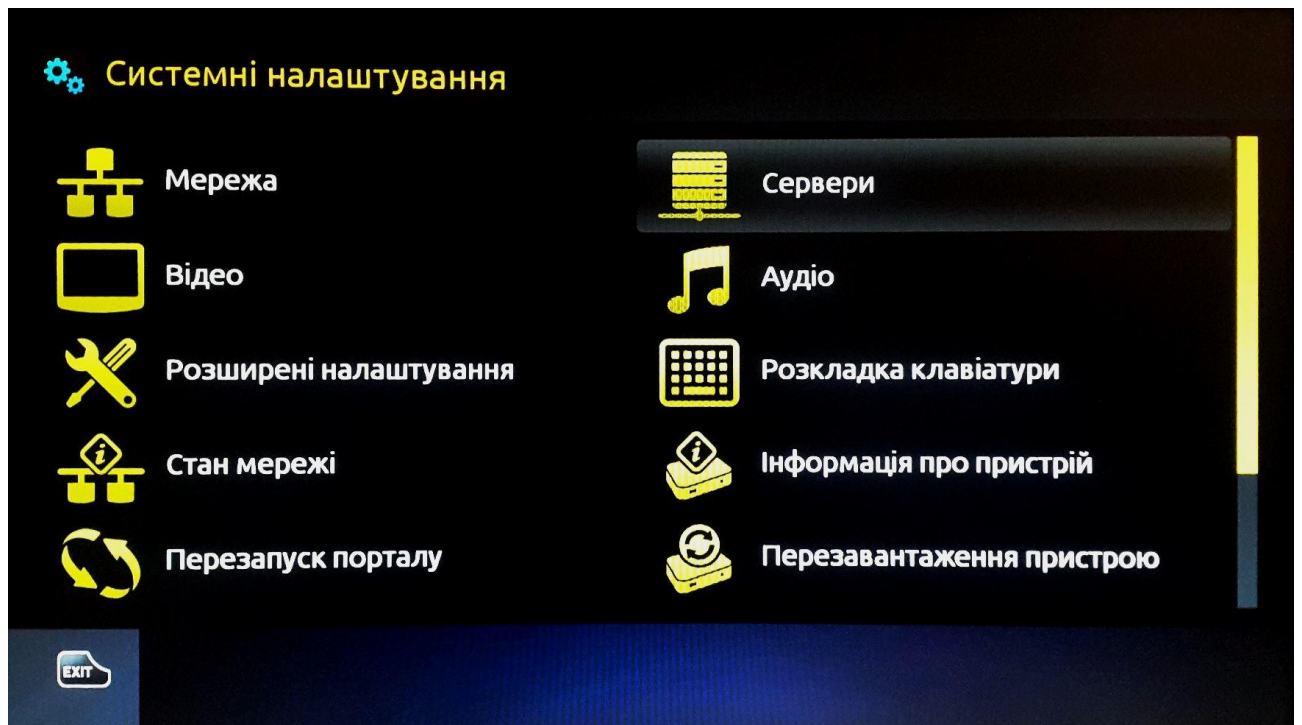 Системні налаштування
Мережа
Сервери
Відео
Аудіо
Розширені налаштування
Розкладка клавіатури
Стан мережі
Інформація про пристрій
Перезапуск порталу
Перезавантаження пристрою
EXIT